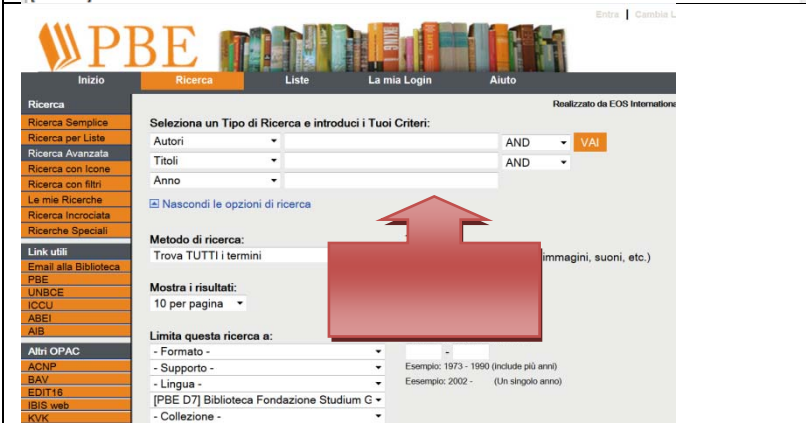 Entra | Cambia L
PBE
Inizio Ricerca Liste La mia Login Aiuto
Realizzato da EOS Internationa
Ricerca
Ricerca Semplice
Ricerca per Liste
Ricerca Avanzata
Ricerca con Icone
Ricerca con filtri
Le mie Ricerche
Ricerca Incrociata
Ricerche Speciali
Link utili
Email alla Biblioteca
PBE
UNBCE
ICCU
ABEI
AIB
Altri OPAC
ACNP
BAV
EDIT16
IBIS web
KVK
Seleziona un Tipo di Ricerca e introduci i Tuoi Criteri:
Autori AND VAI
Titoli AND
Anno
Nascondi le opzioni di ricerca
Metodo di ricerca:
Trova TUTTI i termini immagini, suoni, etc.)
Mostra i risultati:
10 per pagina
Limita questa ricerca a:
- Formato - -
- Supporto - Esempio: 1973 - 1990 (Include più anni)
- Lingua - Eesempio: 2002 - (Un singolo anno)
[PBE D7] Biblioteca Fondazione Studium G
- Collezione -